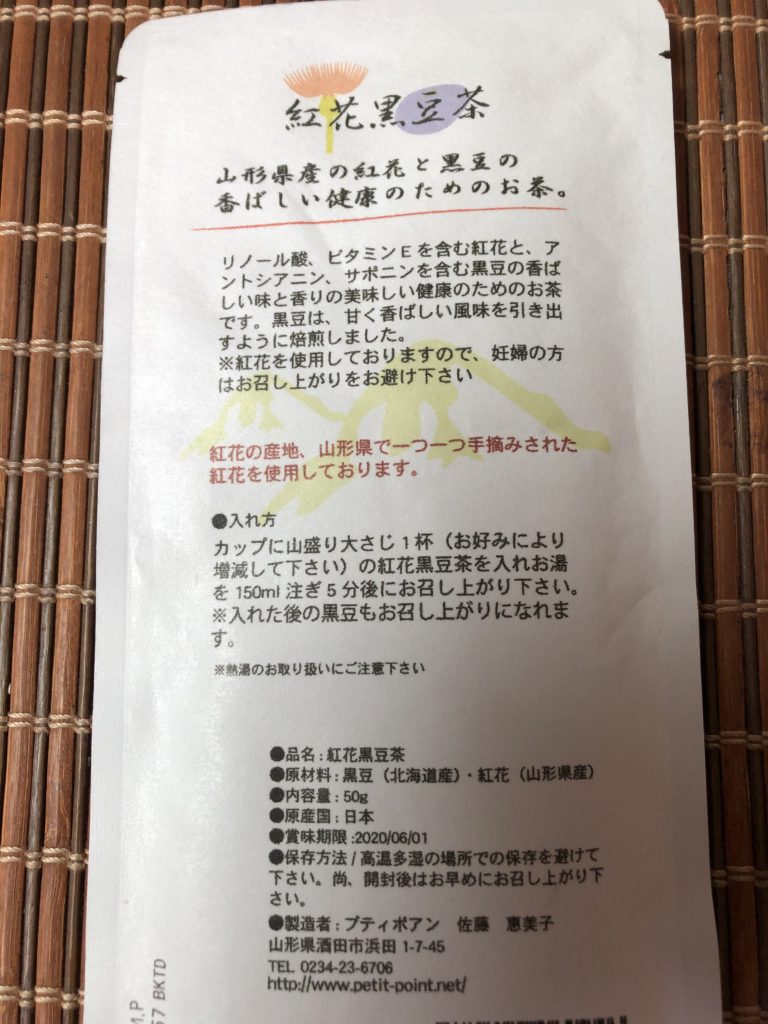 紅花黒豆茶
山形県産の紅花と黒豆の
香ばしい健康のためのお茶。
リノール酸、ビタミンEを含む紅花と、ア
ントシアニン、サポニンを含む黒豆の香ば
しい味と香りの美味しい健康のためのお茶
です。黒豆は、甘く香ばしい風味を引き出
すように焙煎しました。
※紅花を使用しておりますので、妊婦の方
はお召し上がりをお避け下さい
紅花の産地、山形県で一つ一つ手摘みされた
紅花を使用しております。
●入れ方
カップに山盛り大さじ1杯（お好みにより
増減して下さい）の紅花黒豆茶を入れお湯
を150ml注ぎ5分後にお召し上がり下さい。
※入れた後の黒豆もお召し上がりになれま
す。
※熱湯のお取り扱いにご注意下さい
●品名:紅花黒豆茶
●原材料:黒豆（北海道産）・紅花（山形県産）
●内容量:50g
●原産国:日本
●賞味期限:2020/06/01
●保存方法/高温多湿の場所での保存を避けて
下さい。尚、開封後はお早めにお召し上がり下
さい。
●製造者:プティポアン 佐藤 恵美子
山形県酒田市浜田1-7-45
TEL 0234-23-6706
http://www.petit-point.net/
57 BKTD